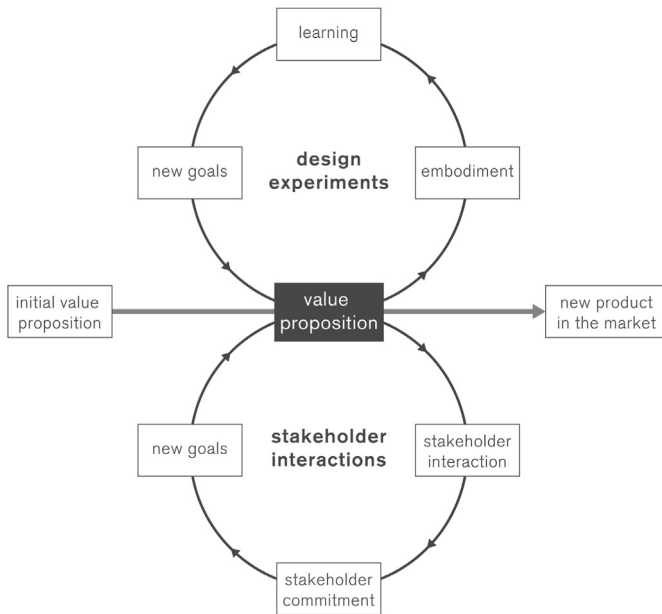 learning
new goals
design
experiments
embodiment
initial value
proposition
value
proposition
new product
in the market
new goals
stakeholder
interactions
stakeholder
interaction
stakeholder
commitment